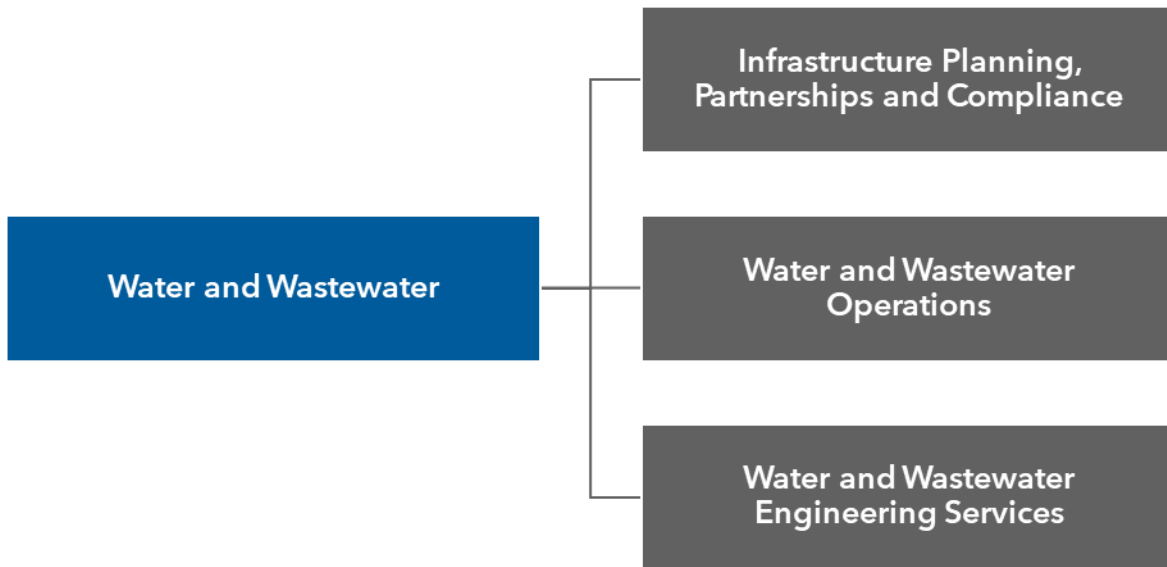 Infrastructure Planning,
Partnerships and Compliance
Water and Wastewater
Water and Wastewater
Operations
Water and Wastewater
Engineering Services